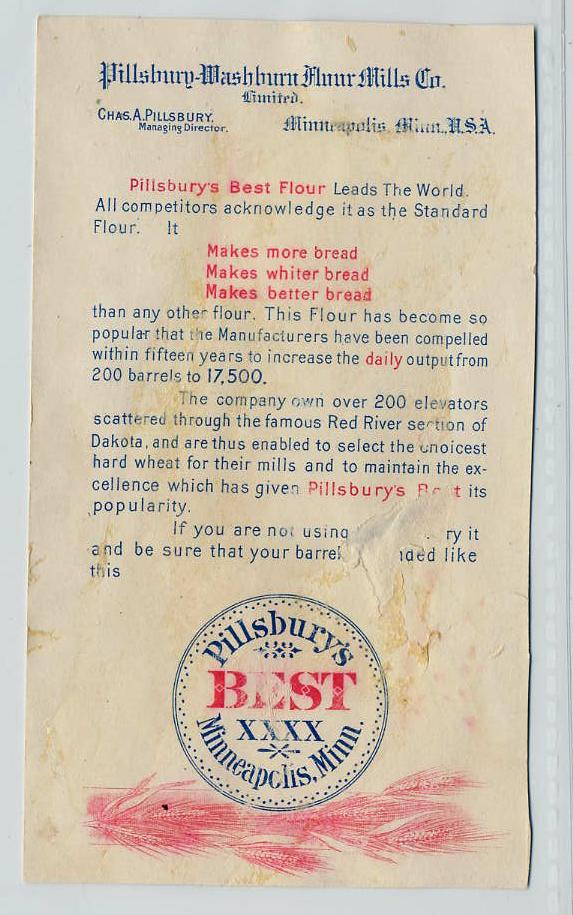 Pillsbury-Washburn Flour Mills Co.
Limited.
CHAS. A. PILLSBURY.
Managing Director.
Minneapolis, Minn., U.S.A.
Pillsbury's Best Flour Leads The World.
All competitors acknowledge it as the Standard
Flour. It
Makes more bread
Makes whiter bread
Makes better bread
than any other flour. This Flour has become so
popular that the Manufacturers have been compelled
within fifteen years to increase the daily output from
200 barrels to 17,500.
The company own over 200 elevators
scattered through the famous Red River section of
Dakota, and are thus enabled to select the choicest
hard wheat for their mills and to maintain the ex-
cellence which has given Pillsbury's Best its
popularity.
If you are not using ry it
and be sure that your barrel nded like
this
Pillsbury's
BEST
XXXX
Minneapolis, Minn.